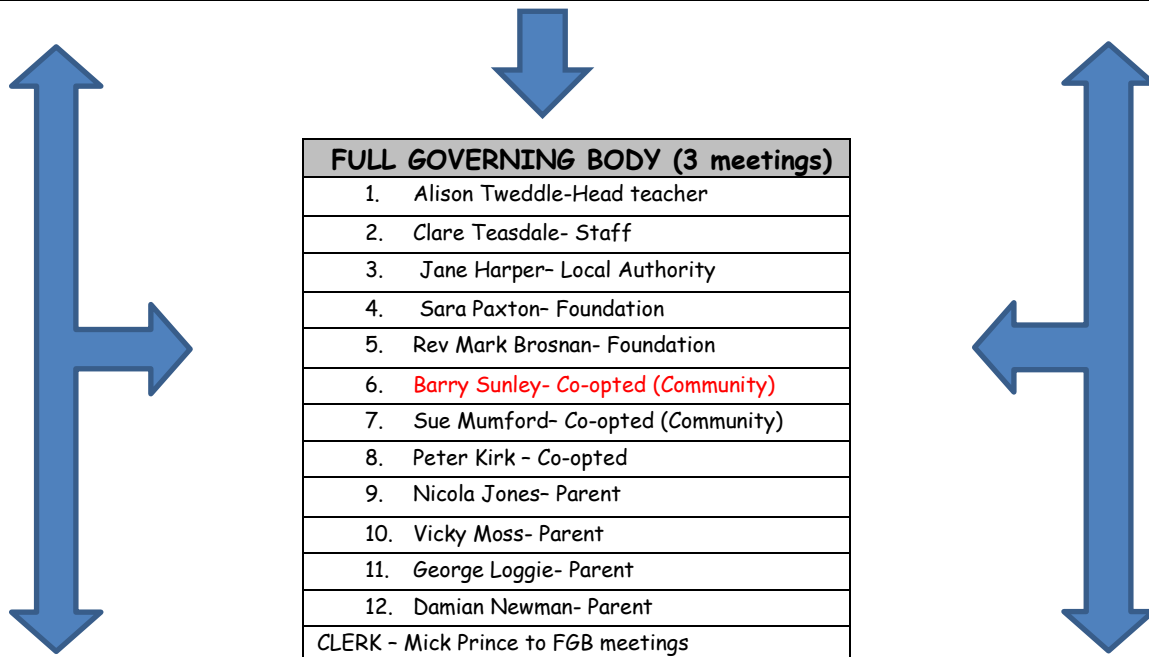 FULL GOVERNING BODY (3 meetings)
1. Alison Tweddle-Head teacher
2. Clare Teasdale- Staff
3. Jane Harper– Local Authority
4. Sara Paxton– Foundation
5. Rev Mark Brosnan- Foundation
6. Barry Sunley- Co-opted (Community)
7. Sue Mumford– Co-opted (Community)
8. Peter Kirk – Co-opted
9. Nicola Jones– Parent
10. Vicky Moss- Parent
11. George Loggie- Parent
12. Damian Newman- Parent
CLERK – Mick Prince to FGB meetings